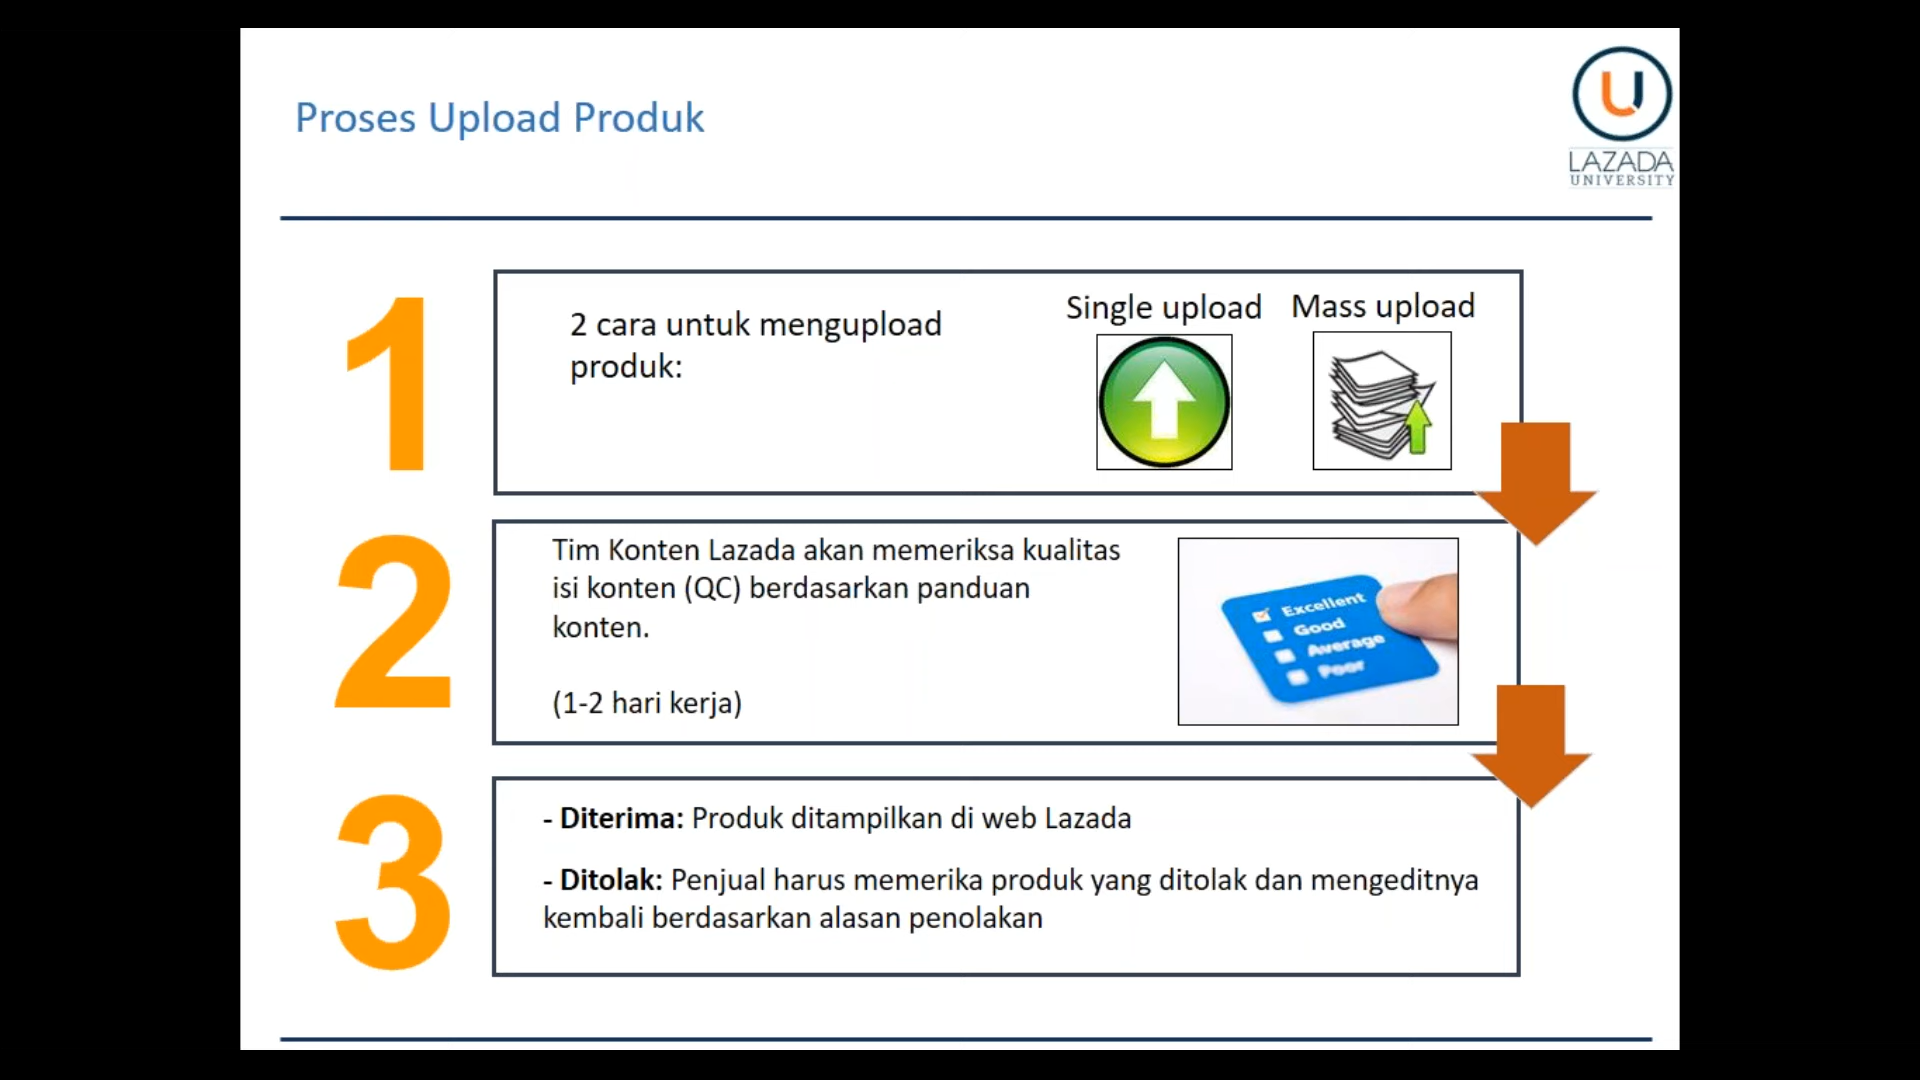 Proses Upload Produk
LAZADA
UNIVERSITY
1
2 cara untuk mengupload
produk:
Single upload
Mass upload
2
Tim Konten Lazada akan memeriksa kualitas
isi konten (QC) berdasarkan panduan
konten.
(1-2 hari kerja)
Excellent
Good
Average
Poor
3
- Diterima: Produk ditampilkan di web Lazada
- Ditolak: Penjual harus memerika produk yang ditolak dan mengeditnya
kembali berdasarkan alasan penolakan